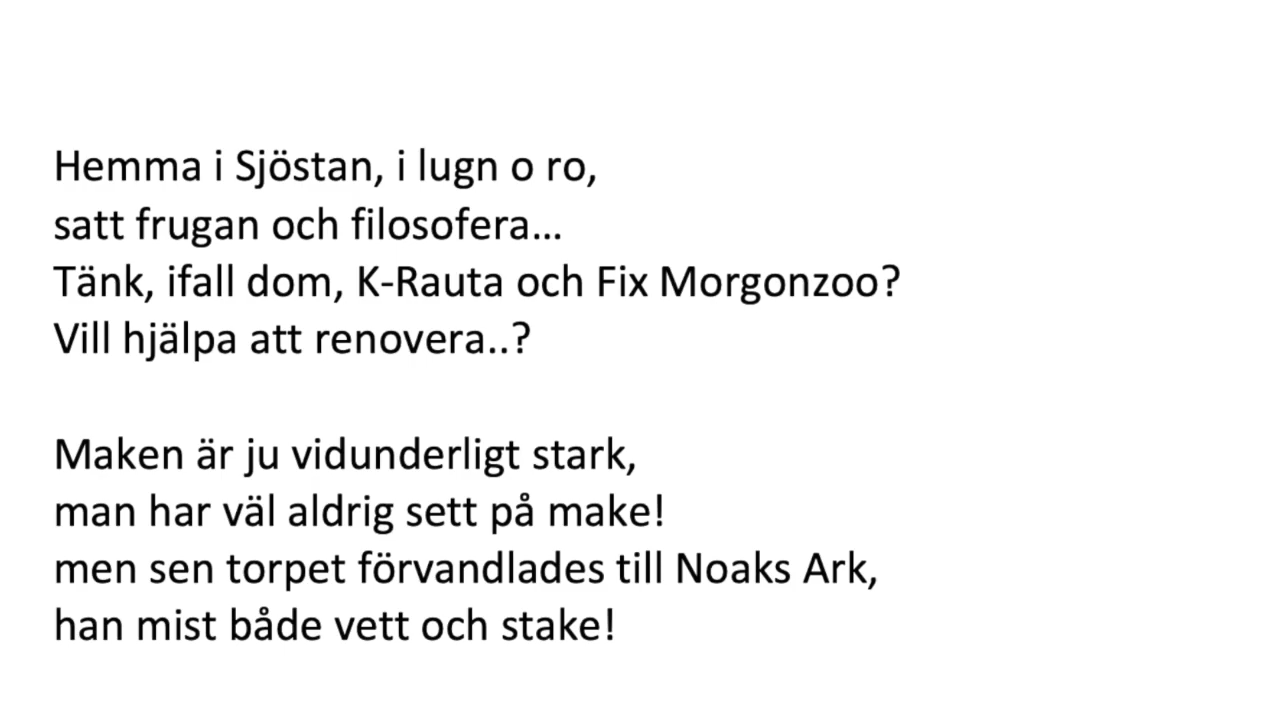 Hemma i Sjöstan, i lugn o ro,
satt frugan och filosofera…
Tänk, ifall dom, K-Rauta och Fix Morgonzoo?
Vill hjälpa att renovera..?
Maken är ju vidunderligt stark,
man har väl aldrig sett på make!
men sen torpet förvandlades till Noaks Ark,
han mist både vett och stake!